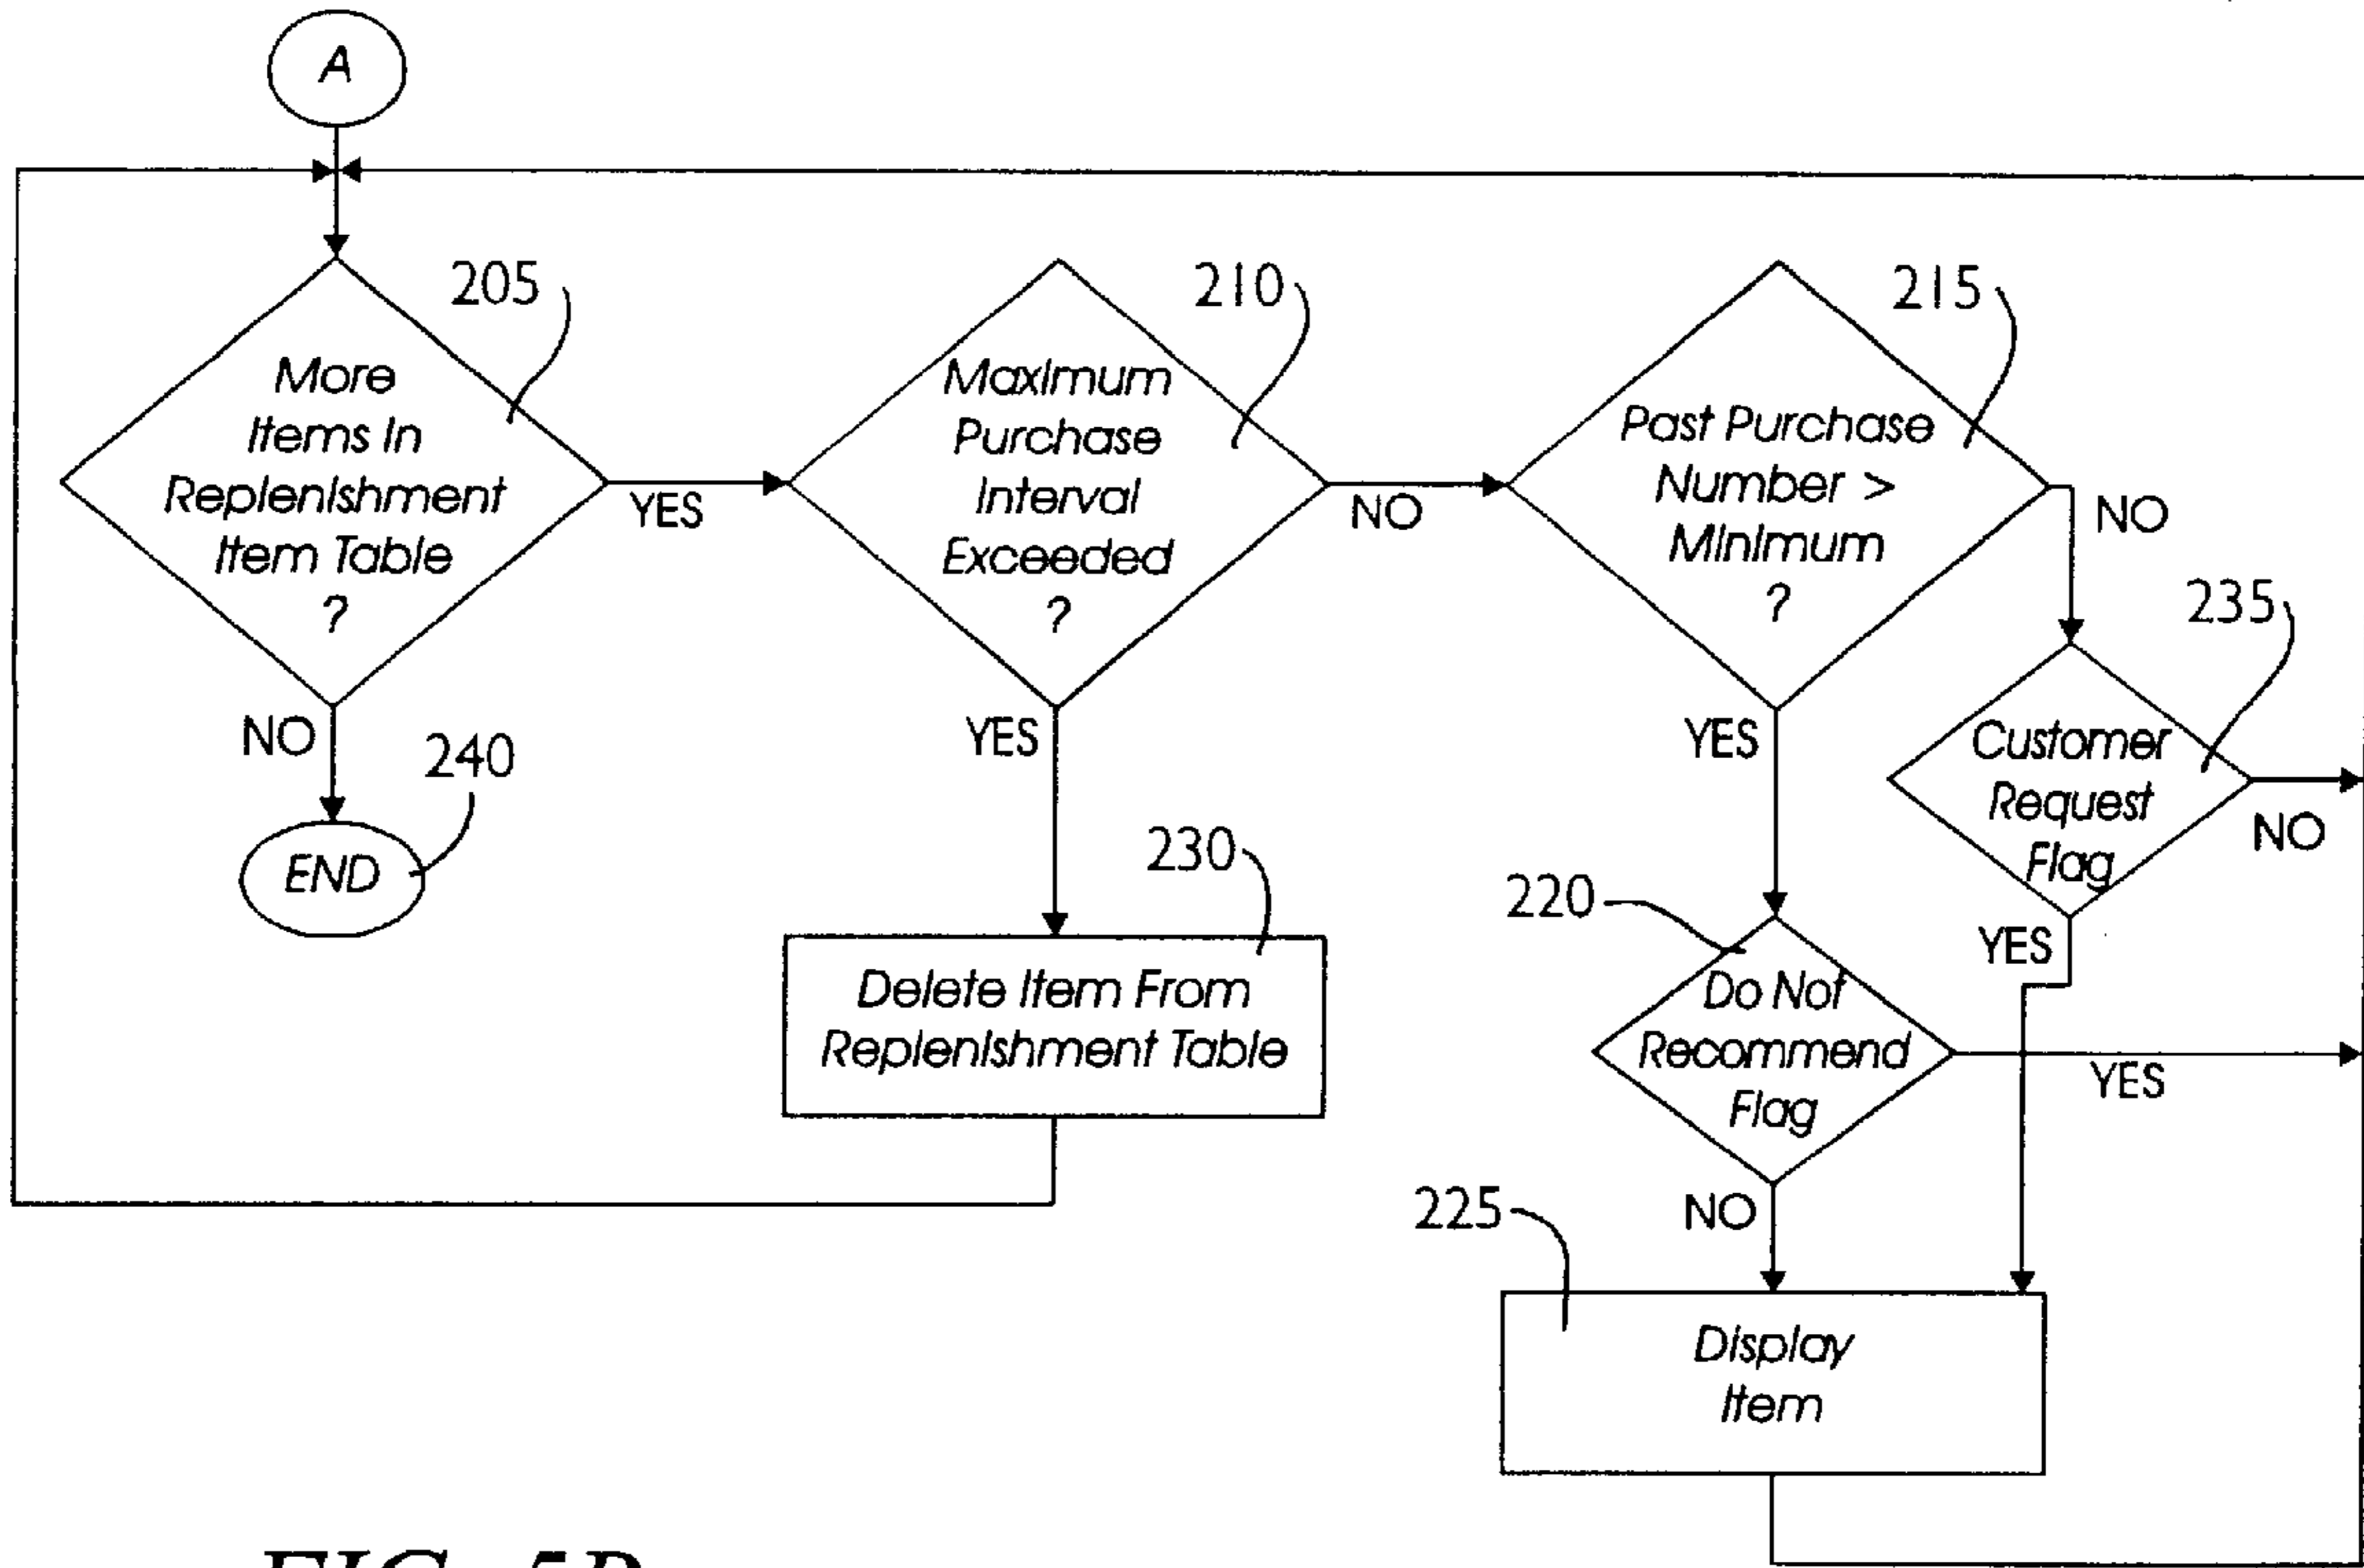 A
205
More
Items In
Replenishment
Item Table
?
YES
NO
240
END
210
Maximum
Purchase
Interval
Exceeded
?
NO
YES
230
Delete Item From
Replenishment Table
215
Past Purchase
Number >
Minimum
?
NO
YES
235
Customer
Request
Flag
NO
YES
220
Do Not
Recommend
Flag
YES
NO
225
Display
Item
FIG. 5B